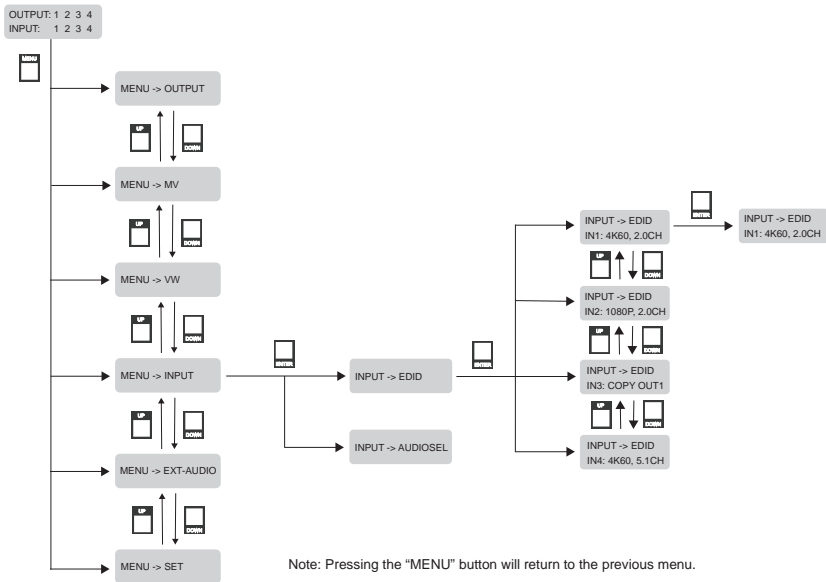 OUTPUT: 1 2 3 4
INPUT: 1 2 3 4
MENU
MENU -> OUTPUT
UP
DOWN
MENU -> MV
UP
DOWN
MENU -> VW
UP
DOWN
MENU -> INPUT
UP
DOWN
MENU -> EXT-AUDIO
UP
DOWN
MENU -> SET
ENTER
INPUT -> EDID
INPUT -> AUDIOSEL
ENTER
INPUT -> EDID
IN1: 4K60, 2.0CH
UP
DOWN
INPUT -> EDID
IN2: 1080P, 2.0CH
UP
DOWN
INPUT -> EDID
IN3: COPY OUT1
UP
DOWN
INPUT -> EDID
IN4: 4K60, 5.1CH
ENTER
INPUT -> EDID
IN1: 4K60, 2.0CH
Note: Pressing the “MENU” button will return to the previous menu.